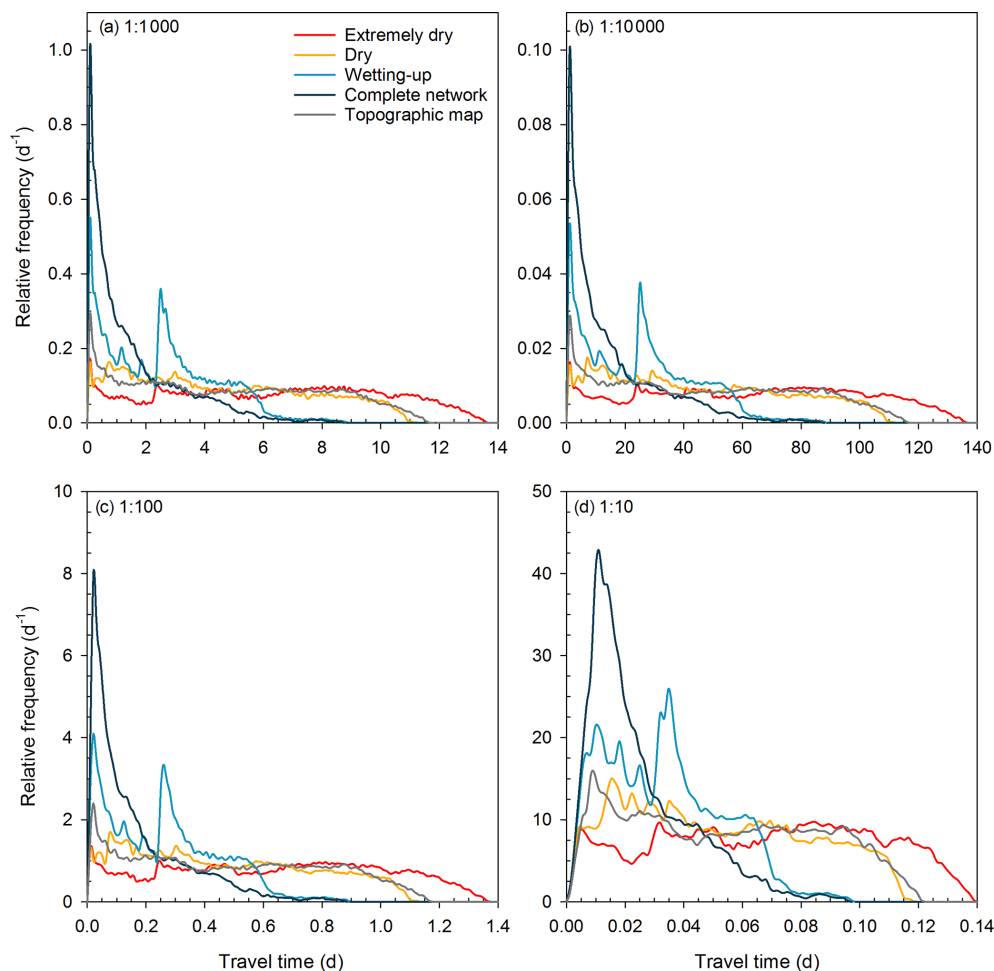 (a) 1:1000
Extremely dry
Dry
Wetting-up
Complete network
Topographic map
Relative frequency (d-1)
1.0
0.8
0.6
0.4
0.2
0.0
0 2 4 6 8 10 12 14
(b) 1:10000
0.10
0.08
0.06
0.04
0.02
0.00
0 20 40 60 80 100 120 140
(c) 1:100
Relative frequency (d-1)
10
8
6
4
2
0
0.0 0.2 0.4 0.6 0.8 1.0 1.2 1.4
Travel time (d)
(d) 1:10
50
40
30
20
10
0
0.00 0.02 0.04 0.06 0.08 0.10 0.12 0.14
Travel time (d)